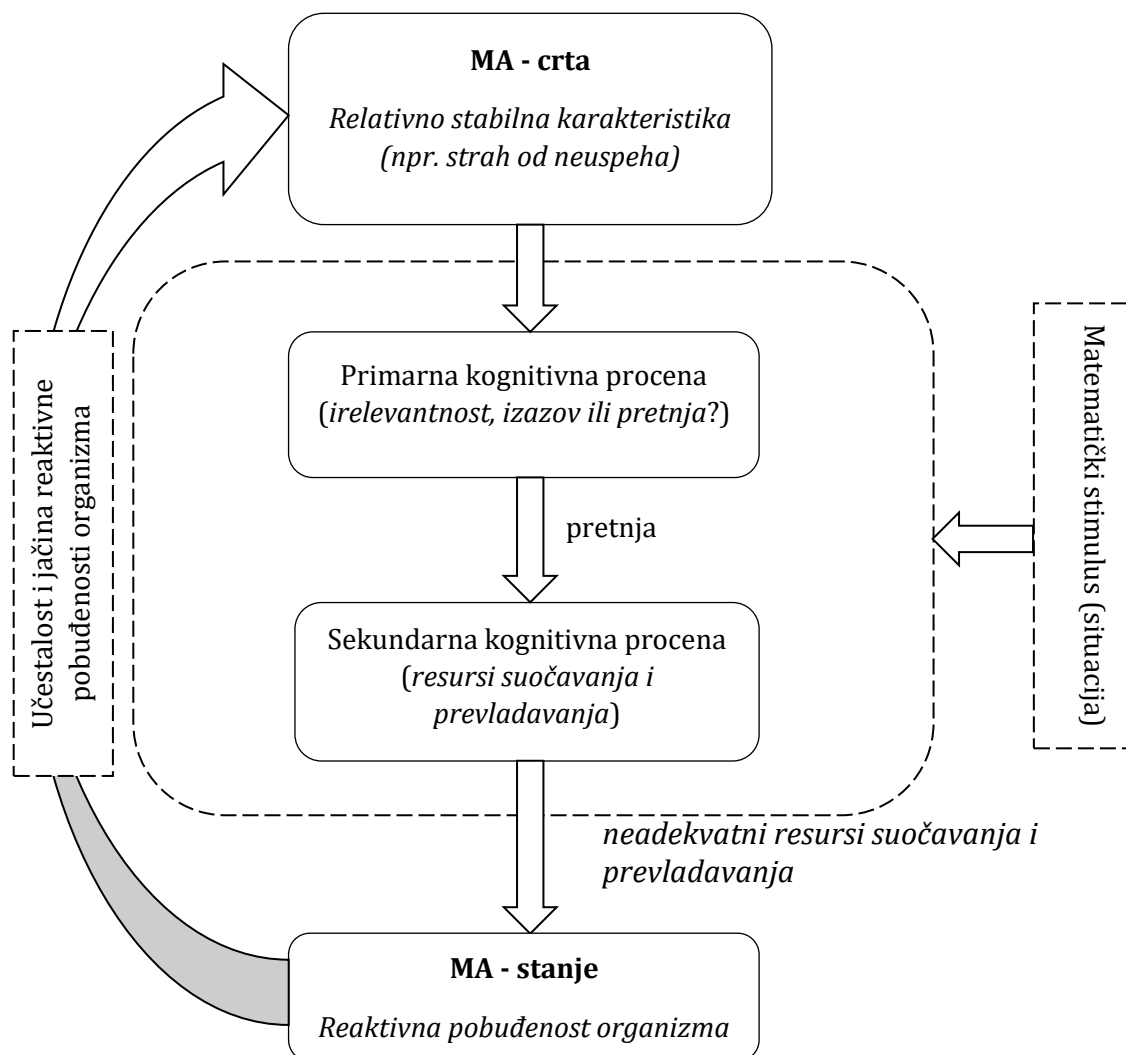 MA - crta
Relativno stabilna karakteristika
(npr. strah od neuspeha)
Primarna kognitivna procena
(irelevantnost, izazov ili pretnja?)
pretnja
Sekundarna kognitivna procena
(resursi suočavanja i
prevladavanja)
neadekvatni resursi suočavanja i
prevladavanja
MA - stanje
Reaktivna pobuđenost organizma
Učestalost i jačina reaktivne
pobuđenosti organizma
Matematički stimulus (situacija)